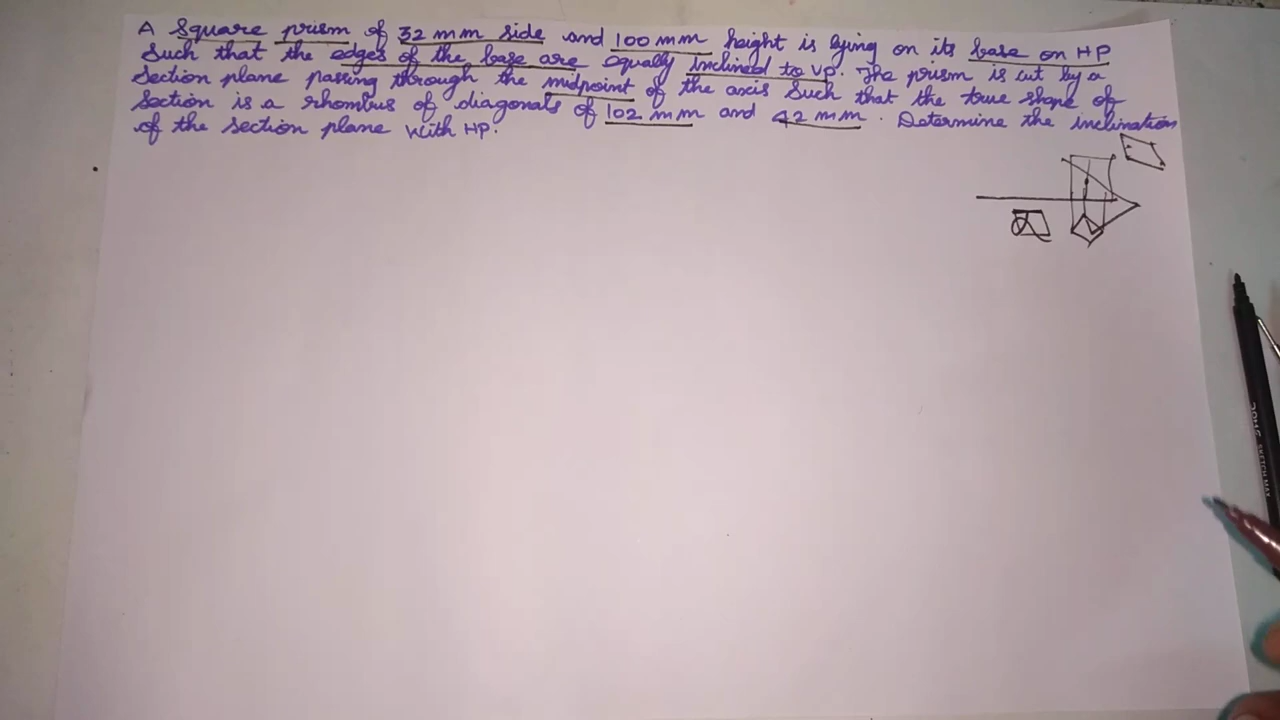 A square prism of 32 mm side and 100 mm height is lying on its base on HP
such that the edges of the base are equally inclined to VP. The prism is cut by a
section plane passing through the midpoint of the axis such that the true shape of
section is a rhombus of diagonals of 102 mm and 42 mm. Determine the inclination
of the section plane with HP.